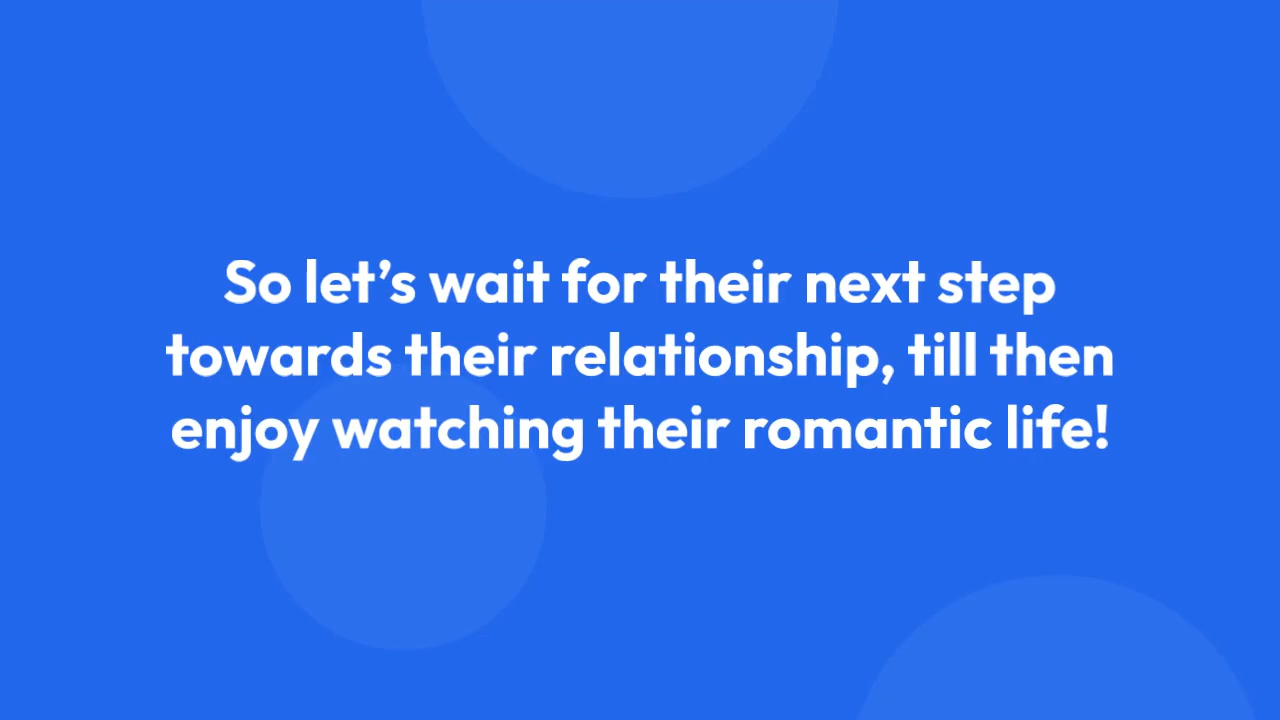 So let’s wait for their next step
towards their relationship, till then
enjoy watching their romantic life!